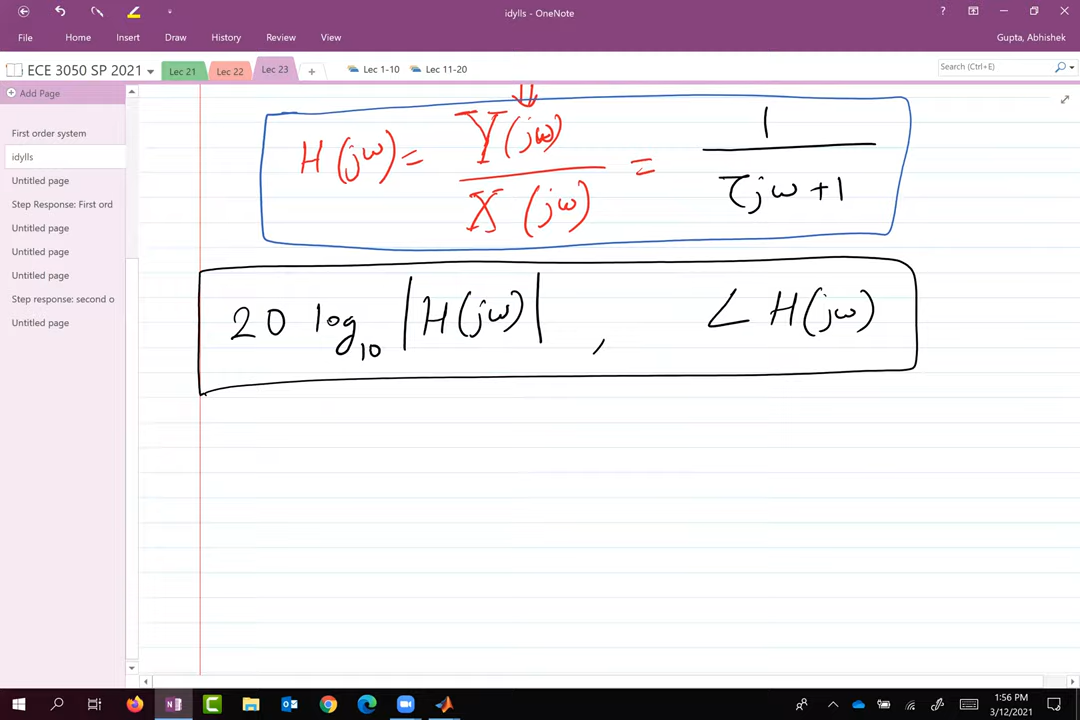 idylls - OneNote
File Home Insert Draw History Review View Gupta, Abhishek
ECE 3050 SP 2021 Lec 21 Lec 22 Lec 23 + Lec 1-10 Lec 11-20 Search (Ctrl+E)
Add Page
First order system
idylls
Untitled page
Step Response: First ord
Untitled page
Untitled page
Untitled page
Step response: second o
Untitled page
H(jω) = Y(jω) / X(jω) = 1 / τjω + 1
20 log₁₀ |H(jω)| , ∠ H(jω)
1:56 PM
3/12/2021